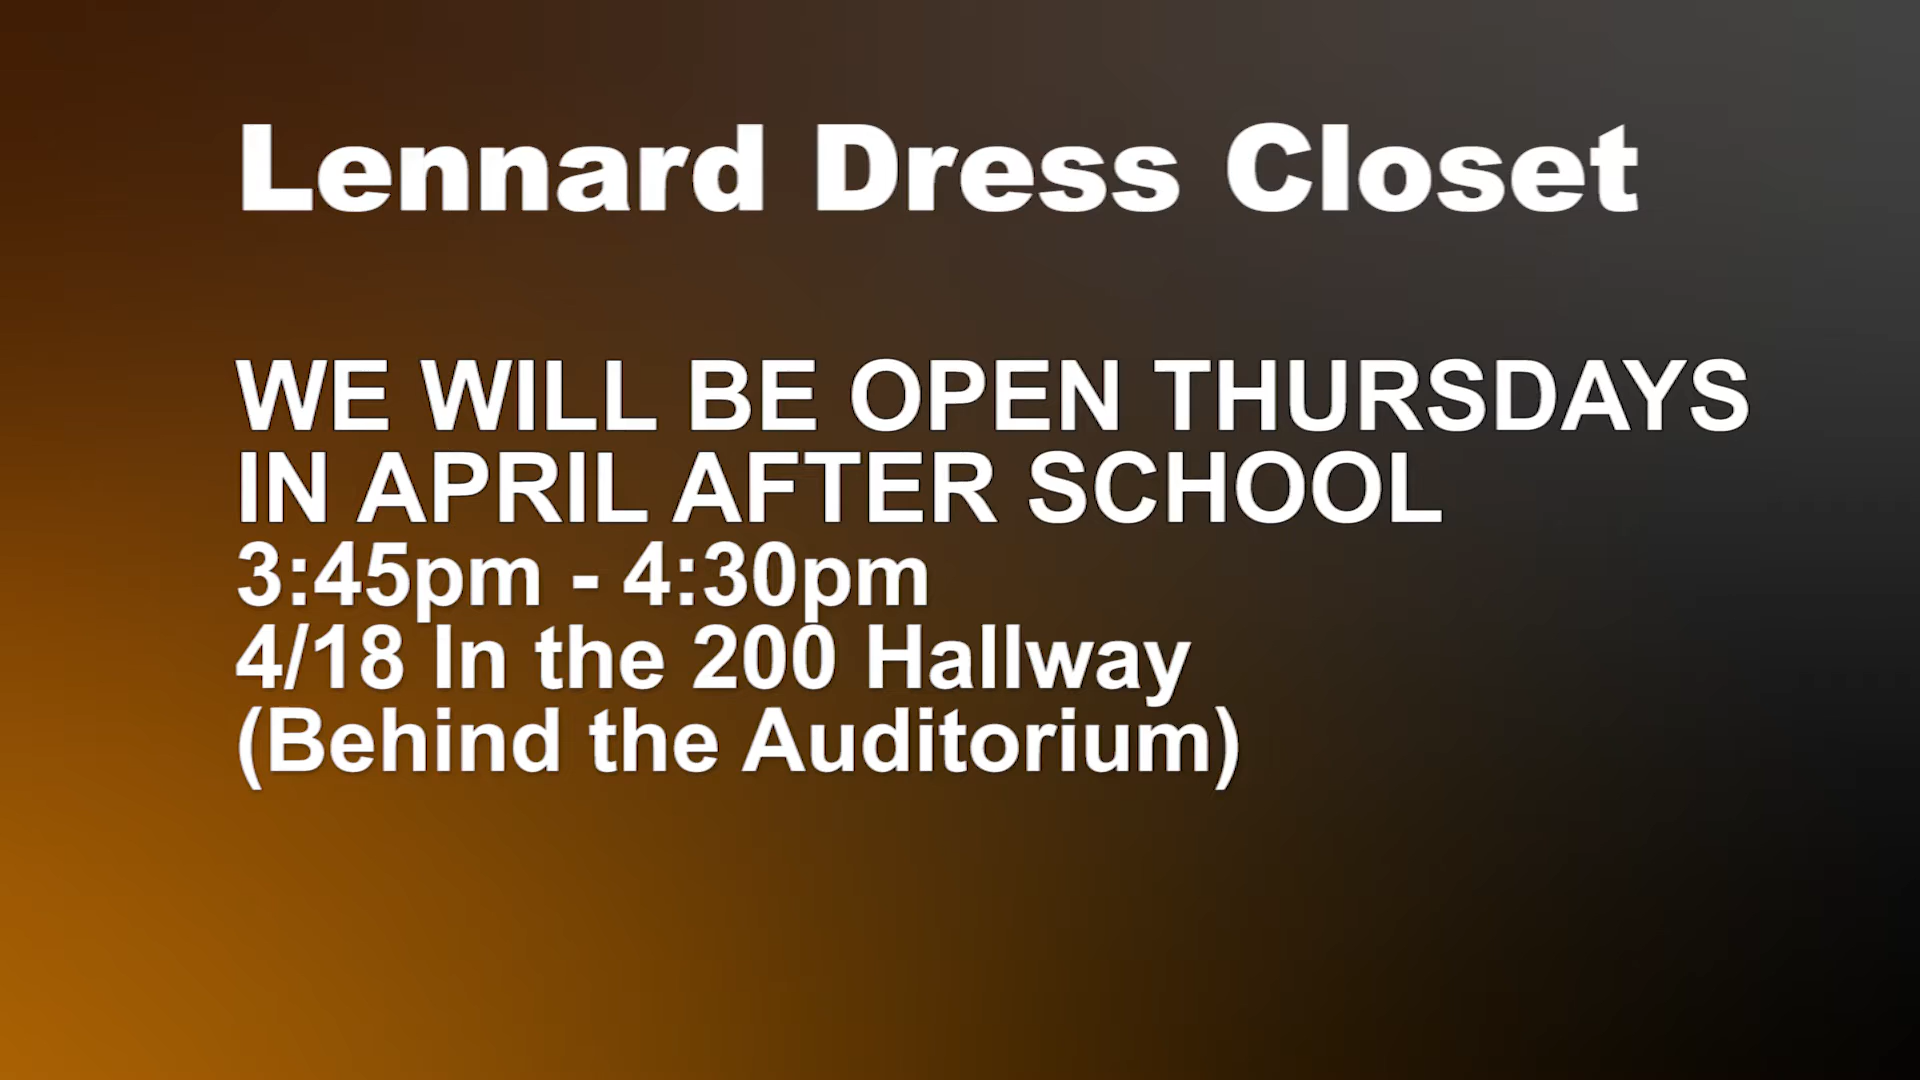 Lennard Dress Closet
WE WILL BE OPEN THURSDAYS
IN APRIL AFTER SCHOOL
3:45pm - 4:30pm
4/18 In the 200 Hallway
(Behind the Auditorium)